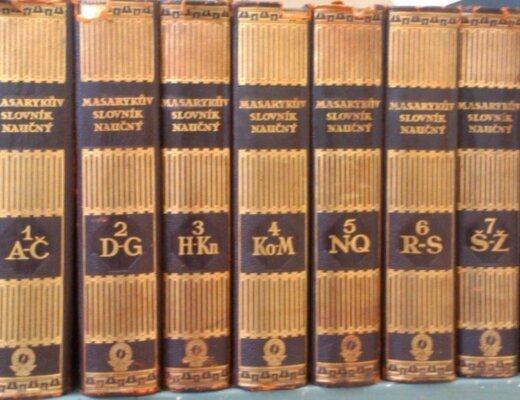 MASARYKŮV
SLOVNÍK
NAUČNÝ
1
A-Č
MASARYKŮV
SLOVNÍK
NAUČNÝ
2
D-G
MASARYKŮV
SLOVNÍK
NAUČNÝ
3
H-Kn
MASARYKŮV
SLOVNÍK
NAUČNÝ
4
Ko-M
MASARYKŮV
SLOVNÍK
NAUČNÝ
5
N-Q
MASARYKŮV
SLOVNÍK
NAUČNÝ
6
R-S
MASARYKŮV
SLOVNÍK
NAUČNÝ
7
Š-Ž